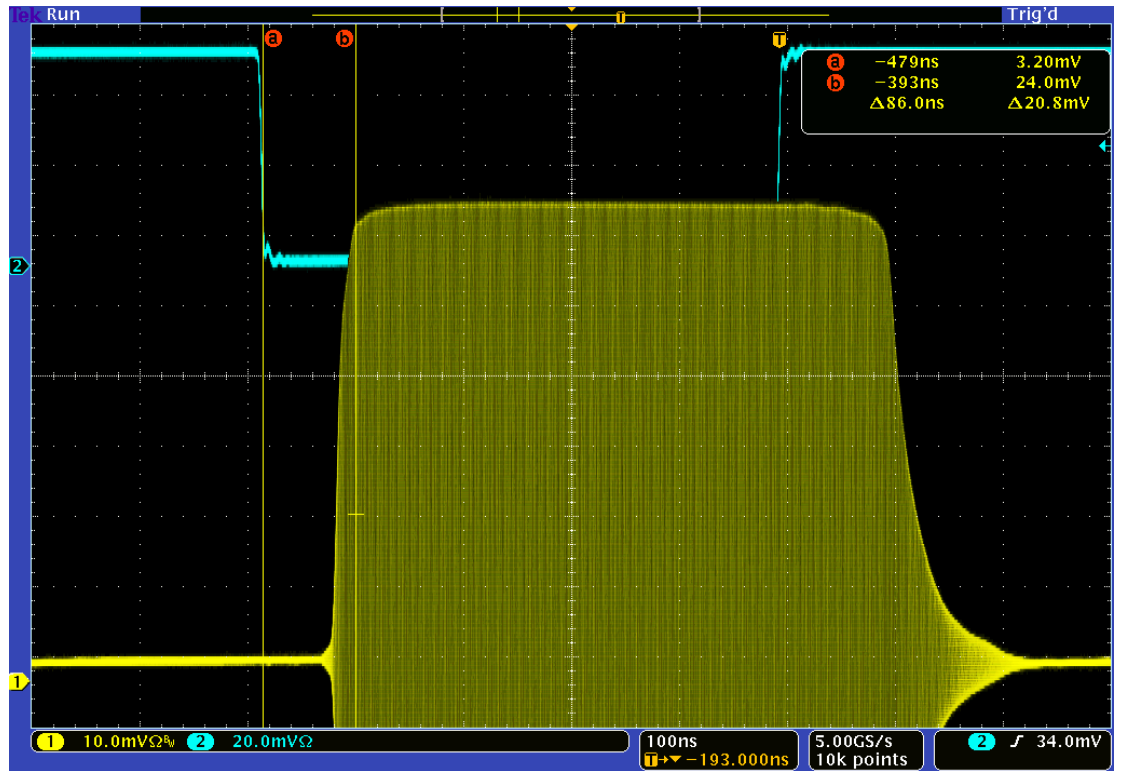 Tek Run Trig'd
a b T
a −479ns 3.20mV
b −393ns 24.0mV
Δ86.0ns Δ20.8mV
2
1
1 10.0mVΩBW 2 20.0mVΩ 100ns 5.00GS/s 2 34.0mV
T→▼−193.000ns 10k points